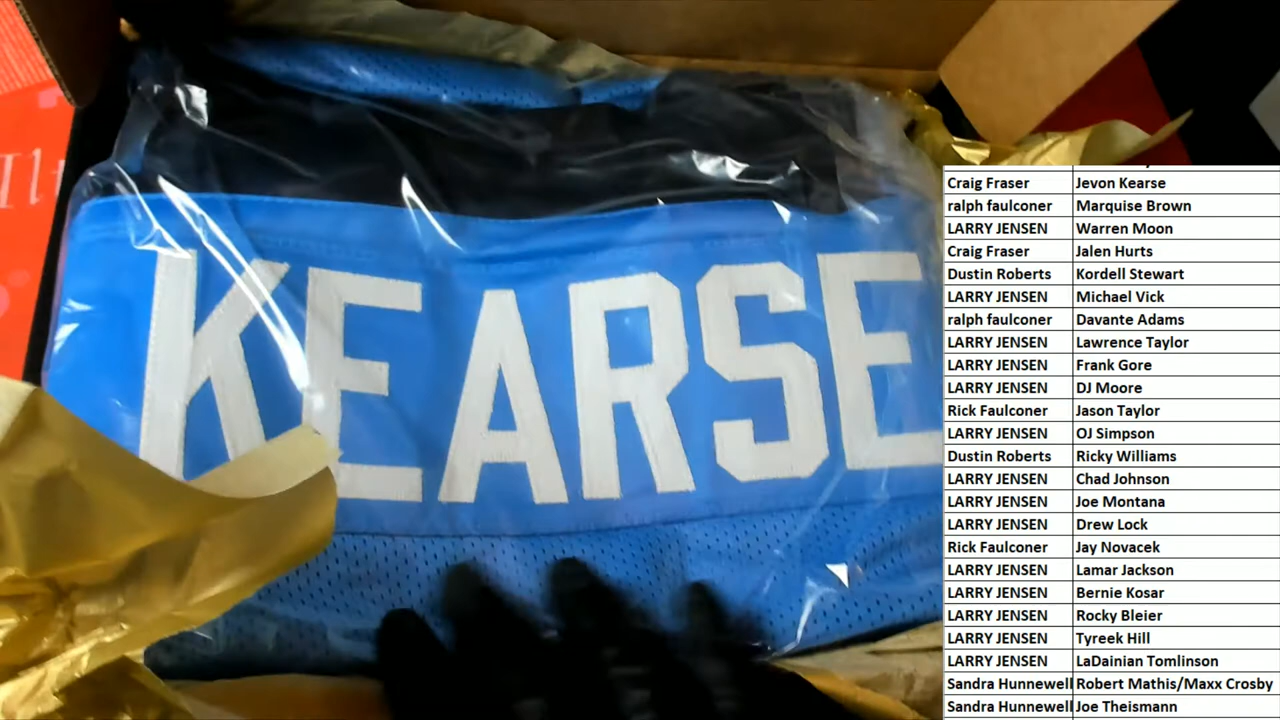 KEARSE
Craig Fraser Jevon Kearse
ralph faulconer Marquise Brown
LARRY JENSEN Warren Moon
Craig Fraser Jalen Hurts
Dustin Roberts Kordell Stewart
LARRY JENSEN Michael Vick
ralph faulconer Davante Adams
LARRY JENSEN Lawrence Taylor
LARRY JENSEN Frank Gore
LARRY JENSEN DJ Moore
Rick Faulconer Jason Taylor
LARRY JENSEN OJ Simpson
Dustin Roberts Ricky Williams
LARRY JENSEN Chad Johnson
LARRY JENSEN Joe Montana
LARRY JENSEN Drew Lock
Rick Faulconer Jay Novacek
LARRY JENSEN Lamar Jackson
LARRY JENSEN Bernie Kosar
LARRY JENSEN Rocky Bleier
LARRY JENSEN Tyreek Hill
LARRY JENSEN LaDainian Tomlinson
Sandra Hunnewell Robert Mathis/Maxx Crosby
Sandra Hunnewell Joe Theismann